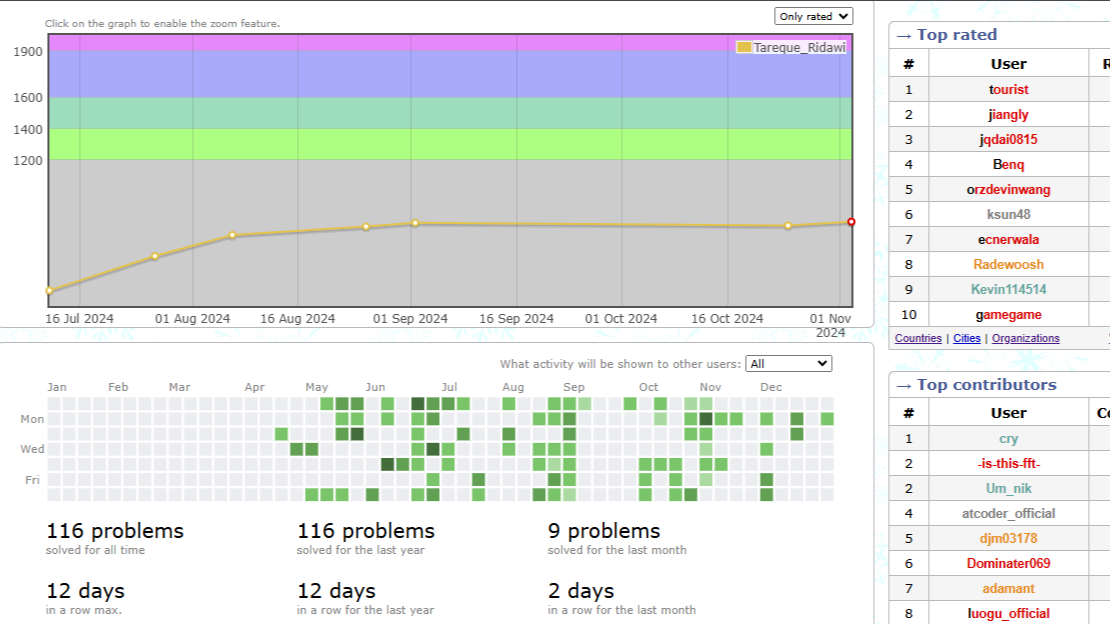 Click on the graph to enable the zoom feature.
Only rated
Tareque_Ridawi
1900
1600
1400
1200
16 Jul 2024 01 Aug 2024 16 Aug 2024 01 Sep 2024 16 Sep 2024 01 Oct 2024 16 Oct 2024 01 Nov
2024
What activity will be shown to other users: All
Jan Feb Mar Apr May Jun Jul Aug Sep Oct Nov Dec
Mon
Wed
Fri
116 problems 116 problems 9 problems
solved for all time solved for the last year solved for the last month
12 days 12 days 2 days
in a row max. in a row for the last year in a row for the last month
→ Top rated
# User R
1 tourist
2 jiangly
3 jqdai0815
4 Benq
5 orzdevinwang
6 ksun48
7 ecnerwala
8 Radewoosh
9 Kevin114514
10 gamegame
Countries | Cities | Organizations
→ Top contributors
# User Co
1 cry
2 -is-this-fft-
2 Um_nik
4 atcoder_official
5 djm03178
6 Dominater069
7 adamant
8 luogu_official